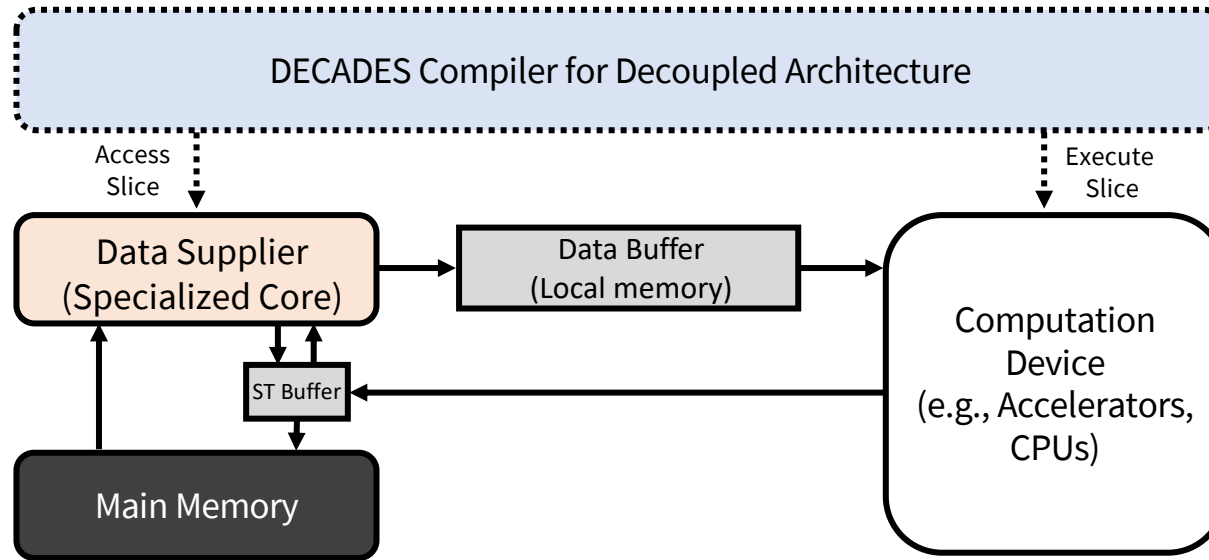 DECADES Compiler for Decoupled Architecture
Access
Slice
Execute
Slice
Data Supplier
(Specialized Core)
Data Buffer
(Local memory)
Computation
Device
(e.g., Accelerators,
CPUs)
ST Buffer
Main Memory